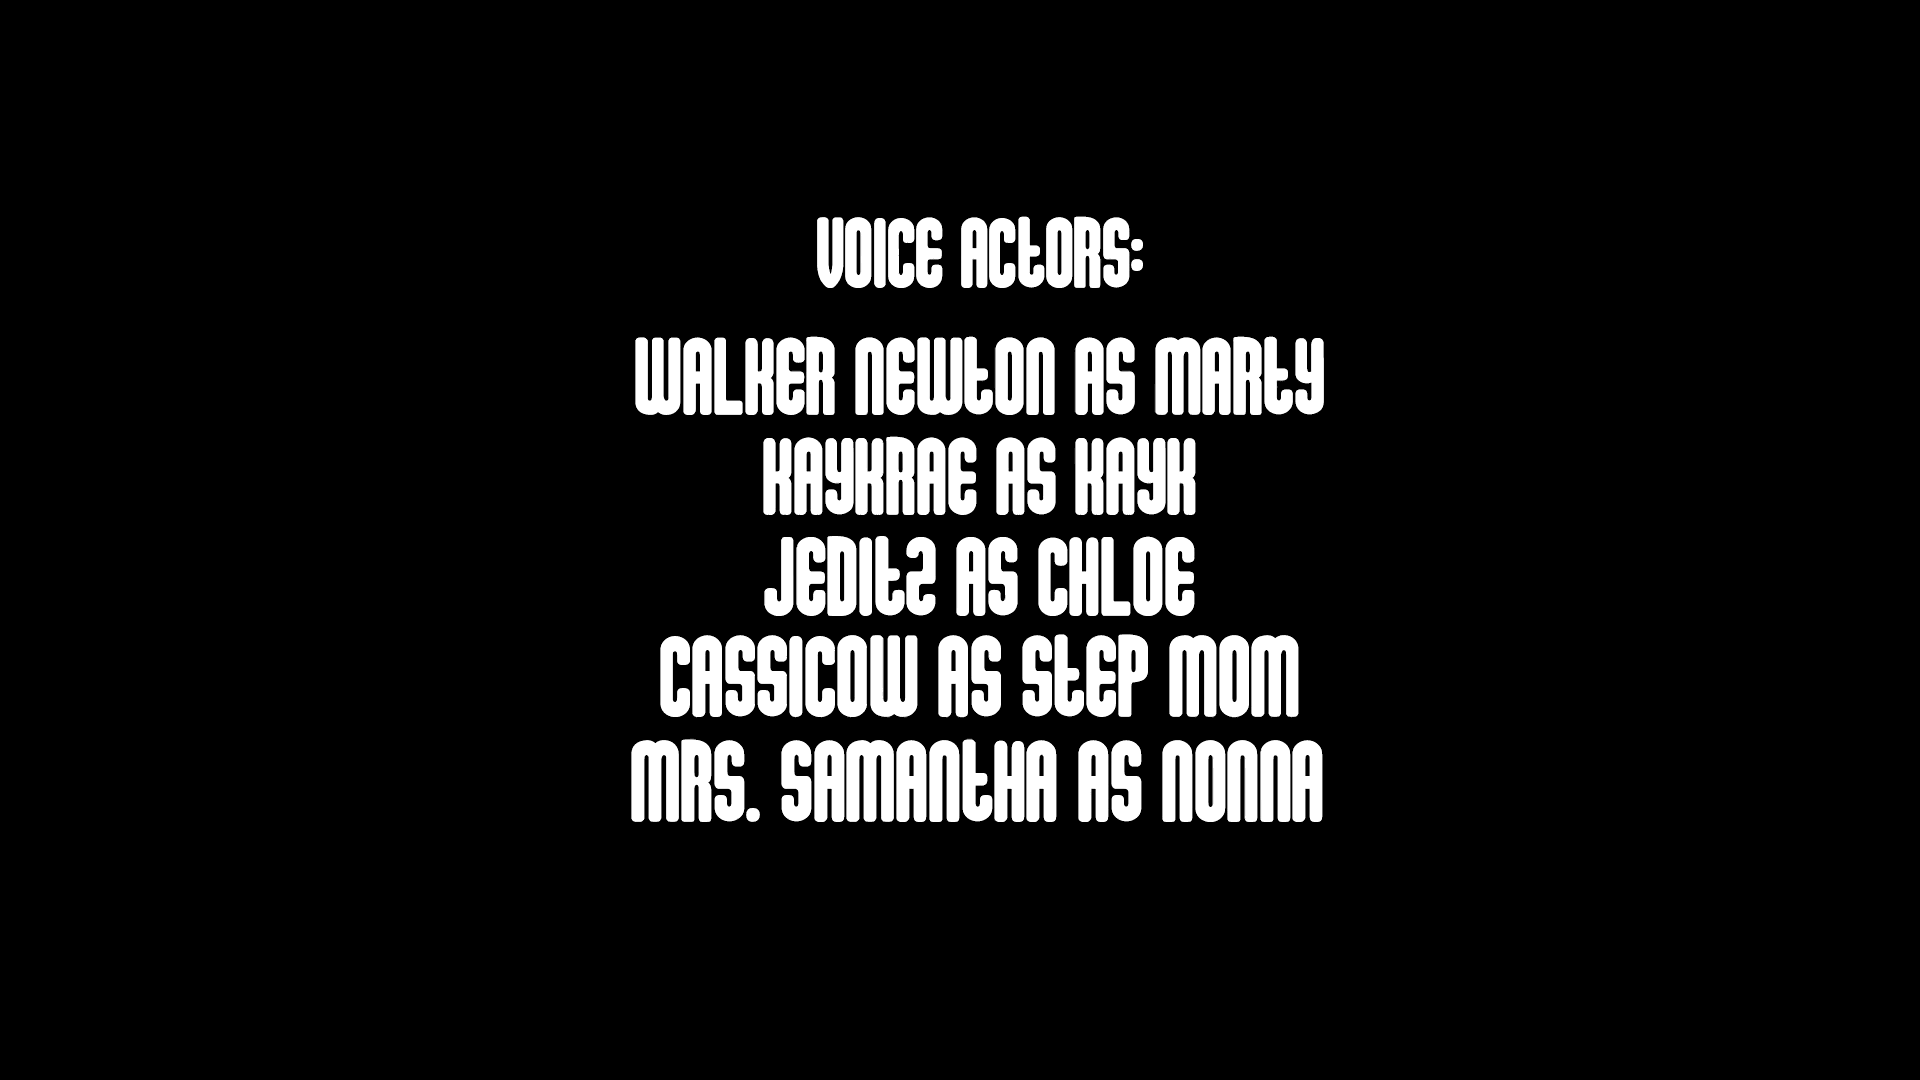 VOICE ACTORS:
WALKER NEWTON AS MARTY
KAYKRAE AS KAYK
JEDITZ AS CHLOE
CASSICOW AS STEP MOM
MRS. SAMANTHA AS NONNA